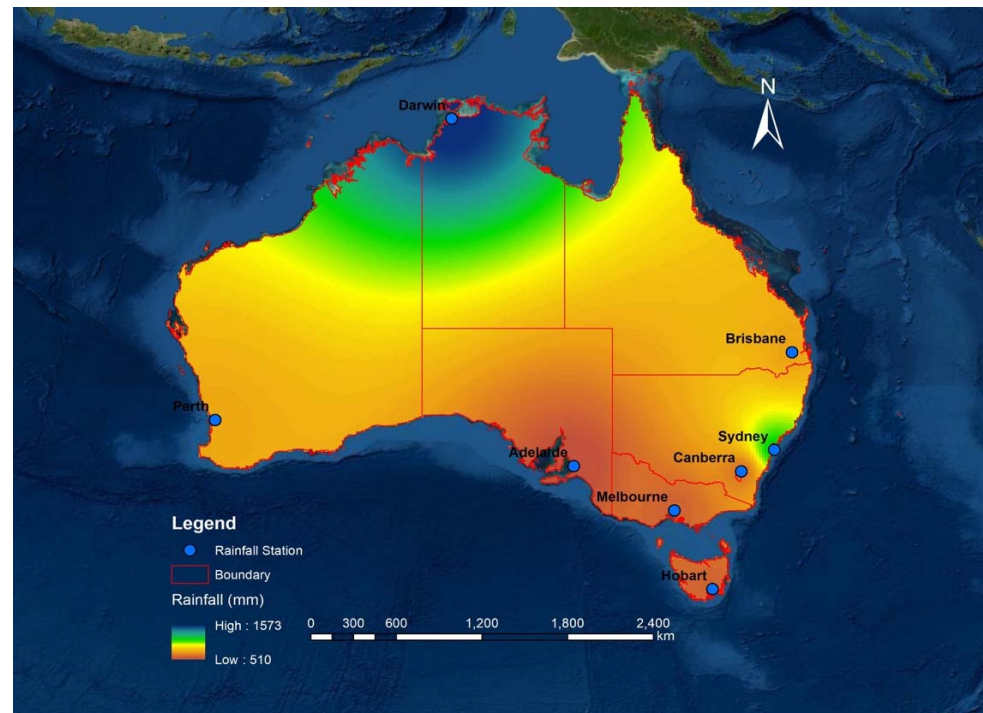 N
Darwin
Brisbane
Perth
Sydney
Adelaide
Canberra
Melbourne
Hobart
Legend
Rainfall Station
Boundary
Rainfall (mm)
High : 1573
Low : 510
0 300 600 1,200 1,800 2,400
km